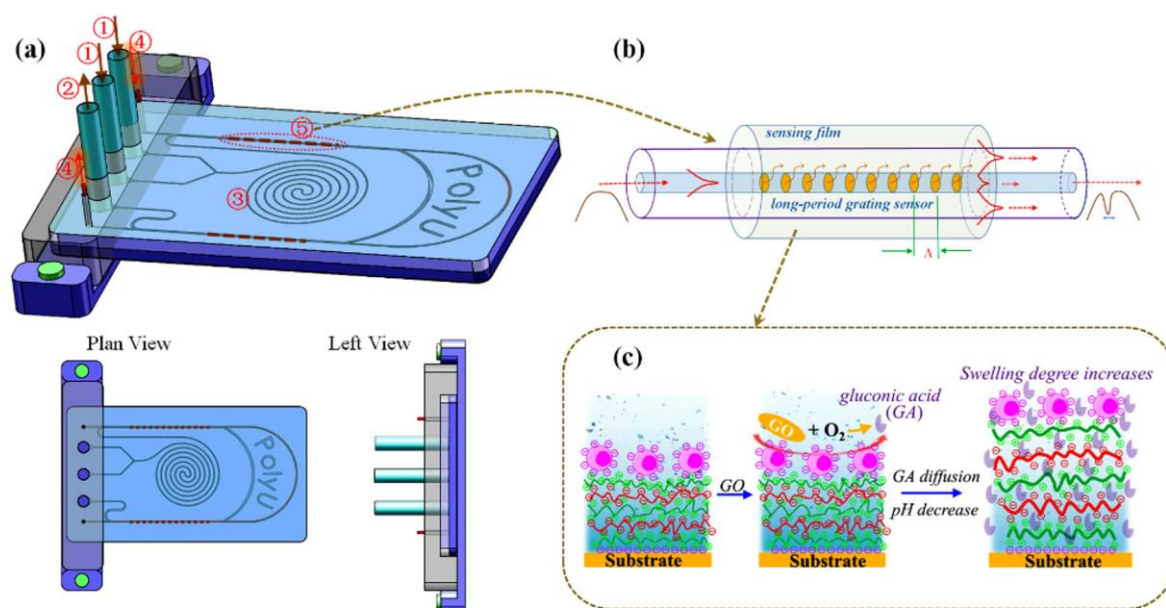 (a)
①
①
④
②
④
⑤
③
PolyU
Plan View
Left View
PolyU
(b)
sensing film
long-period grating sensor
Λ
(c)
gluconic acid
(GA)
GO + O₂
GO
Swelling degree increases
GA diffusion
pH decrease
Substrate
Substrate
Substrate